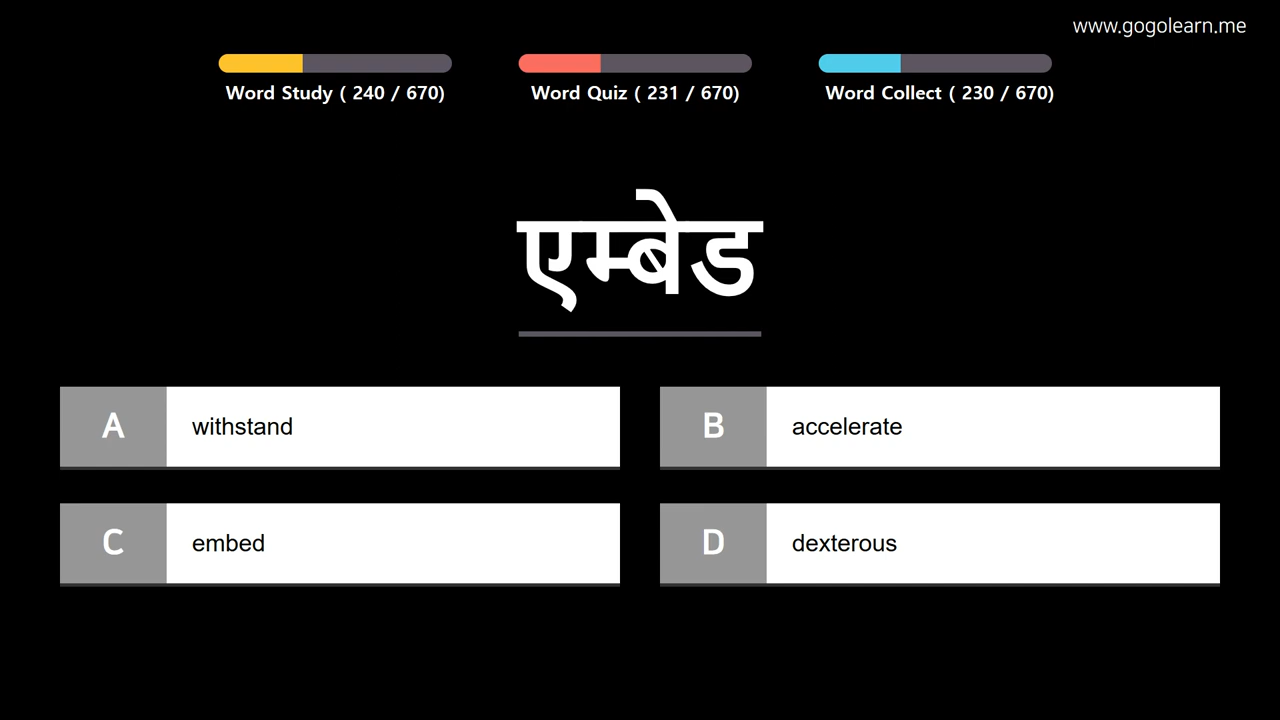 www.gogolearn.me
Word Study ( 240 / 670)
Word Quiz ( 231 / 670)
Word Collect ( 230 / 670)
एम्बेड
A withstand
B accelerate
C embed
D dexterous